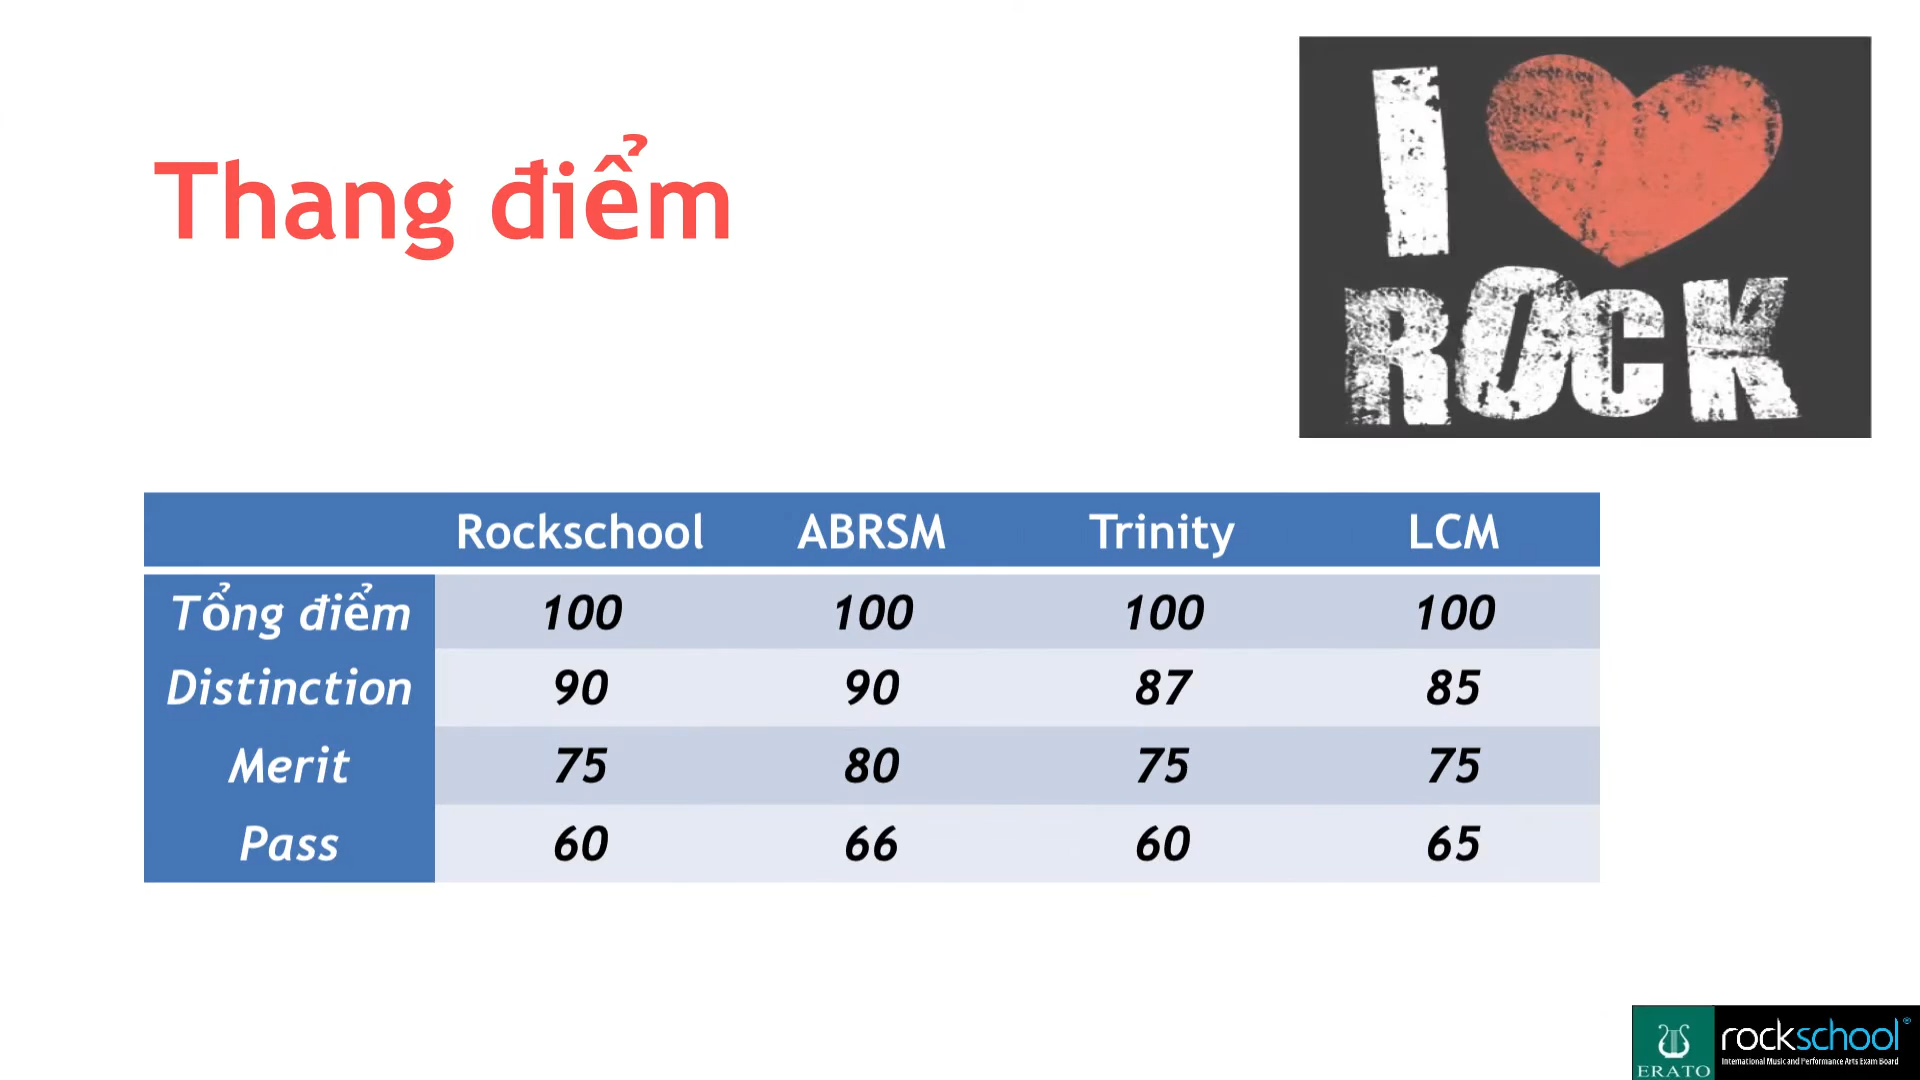 I
ROCK
Thang điểm
Rockschool ABRSM Trinity LCM
Tổng điểm 100 100 100 100
Distinction 90 90 87 85
Merit 75 80 75 75
Pass 60 66 60 65
ERATO
rockschool®
International Music and Performance Arts Exam Board